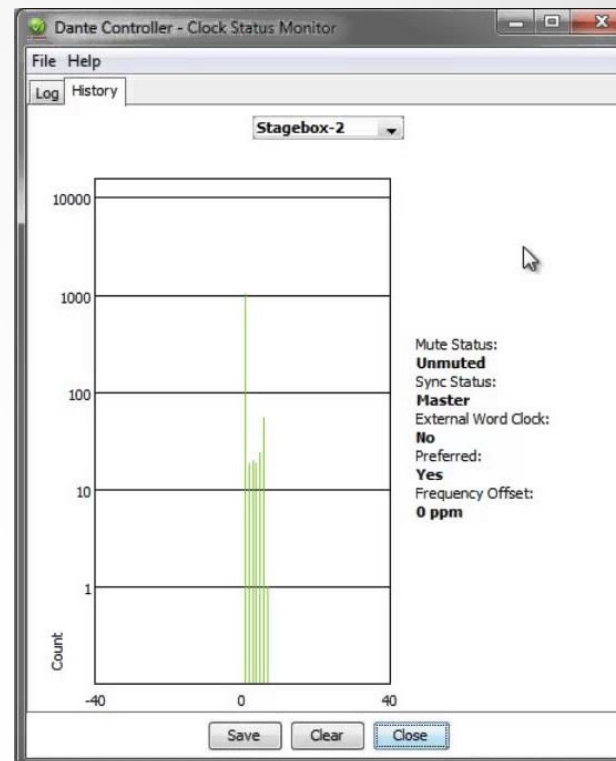 Dante Controller - Clock Status Monitor
File Help
Log History
Stagebox-2
10000
1000
100
10
1
Count
-40 0 40
Mute Status:
Unmuted
Sync Status:
Master
External Word Clock:
No
Preferred:
Yes
Frequency Offset:
0 ppm
Save Clear Close